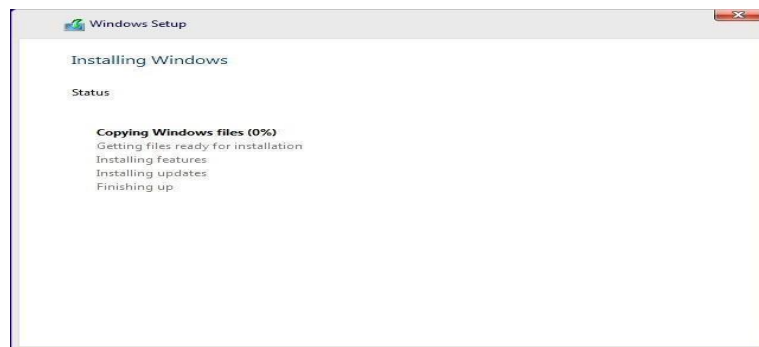 Windows Setup
Installing Windows
Status
Copying Windows files (0%)
Getting files ready for installation
Installing features
Installing updates
Finishing up